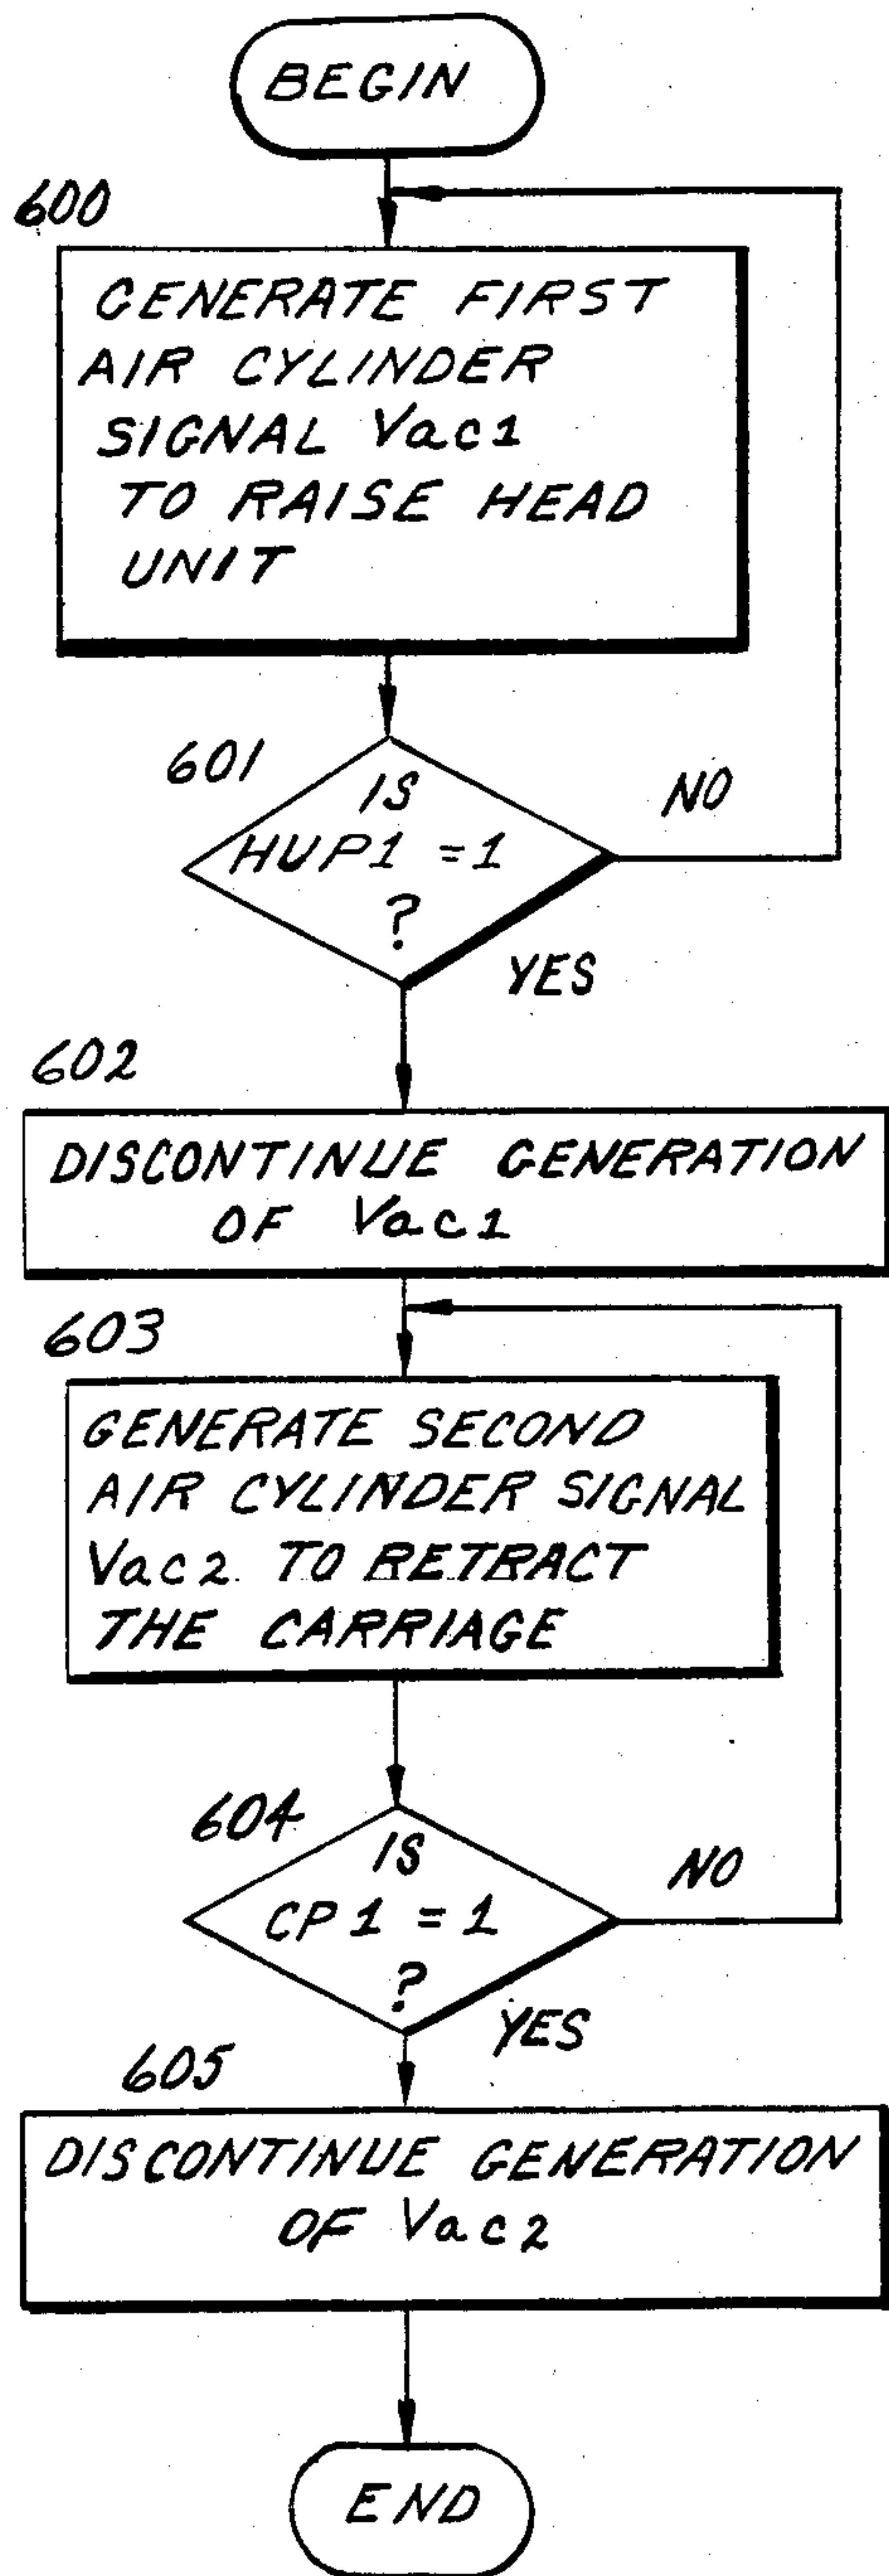 BEGIN
600
GENERATE FIRST
AIR CYLINDER
SIGNAL Vac1
TO RAISE HEAD
UNIT
601
IS
HUP1 = 1
?
NO
YES
602
DISCONTINUE GENERATION
OF Vac1
603
GENERATE SECOND
AIR CYLINDER SIGNAL
Vac2 TO RETRACT
THE CARRIAGE
604
IS
CP1 = 1
?
NO
YES
605
DISCONTINUE GENERATION
OF Vac2
END